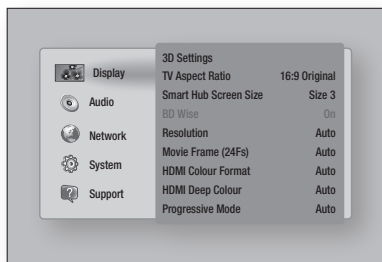 Display
Audio
Network
System
Support
3D Settings
TV Aspect Ratio 16:9 Original
Smart Hub Screen Size Size 3
BD Wise On
Resolution Auto
Movie Frame (24Fs) Auto
HDMI Colour Format Auto
HDMI Deep Colour Auto
Progressive Mode Auto